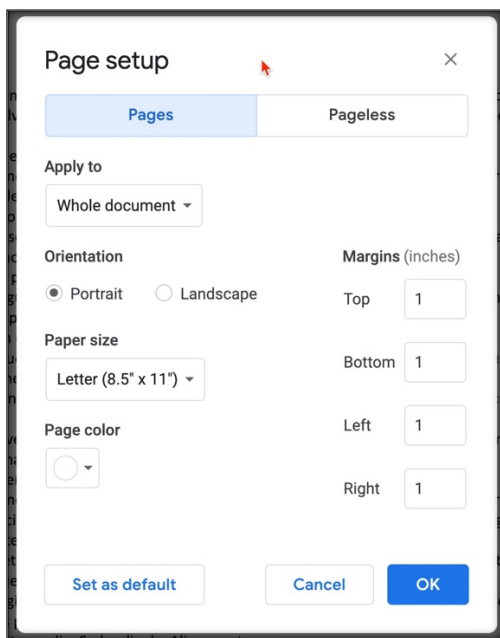 Page setup
Pages Pageless
Apply to
Whole document
Orientation Margins (inches)
Portrait Landscape Top 1
Paper size
Letter (8.5" x 11") Bottom 1
Page color Left 1
Right 1
Set as default Cancel OK